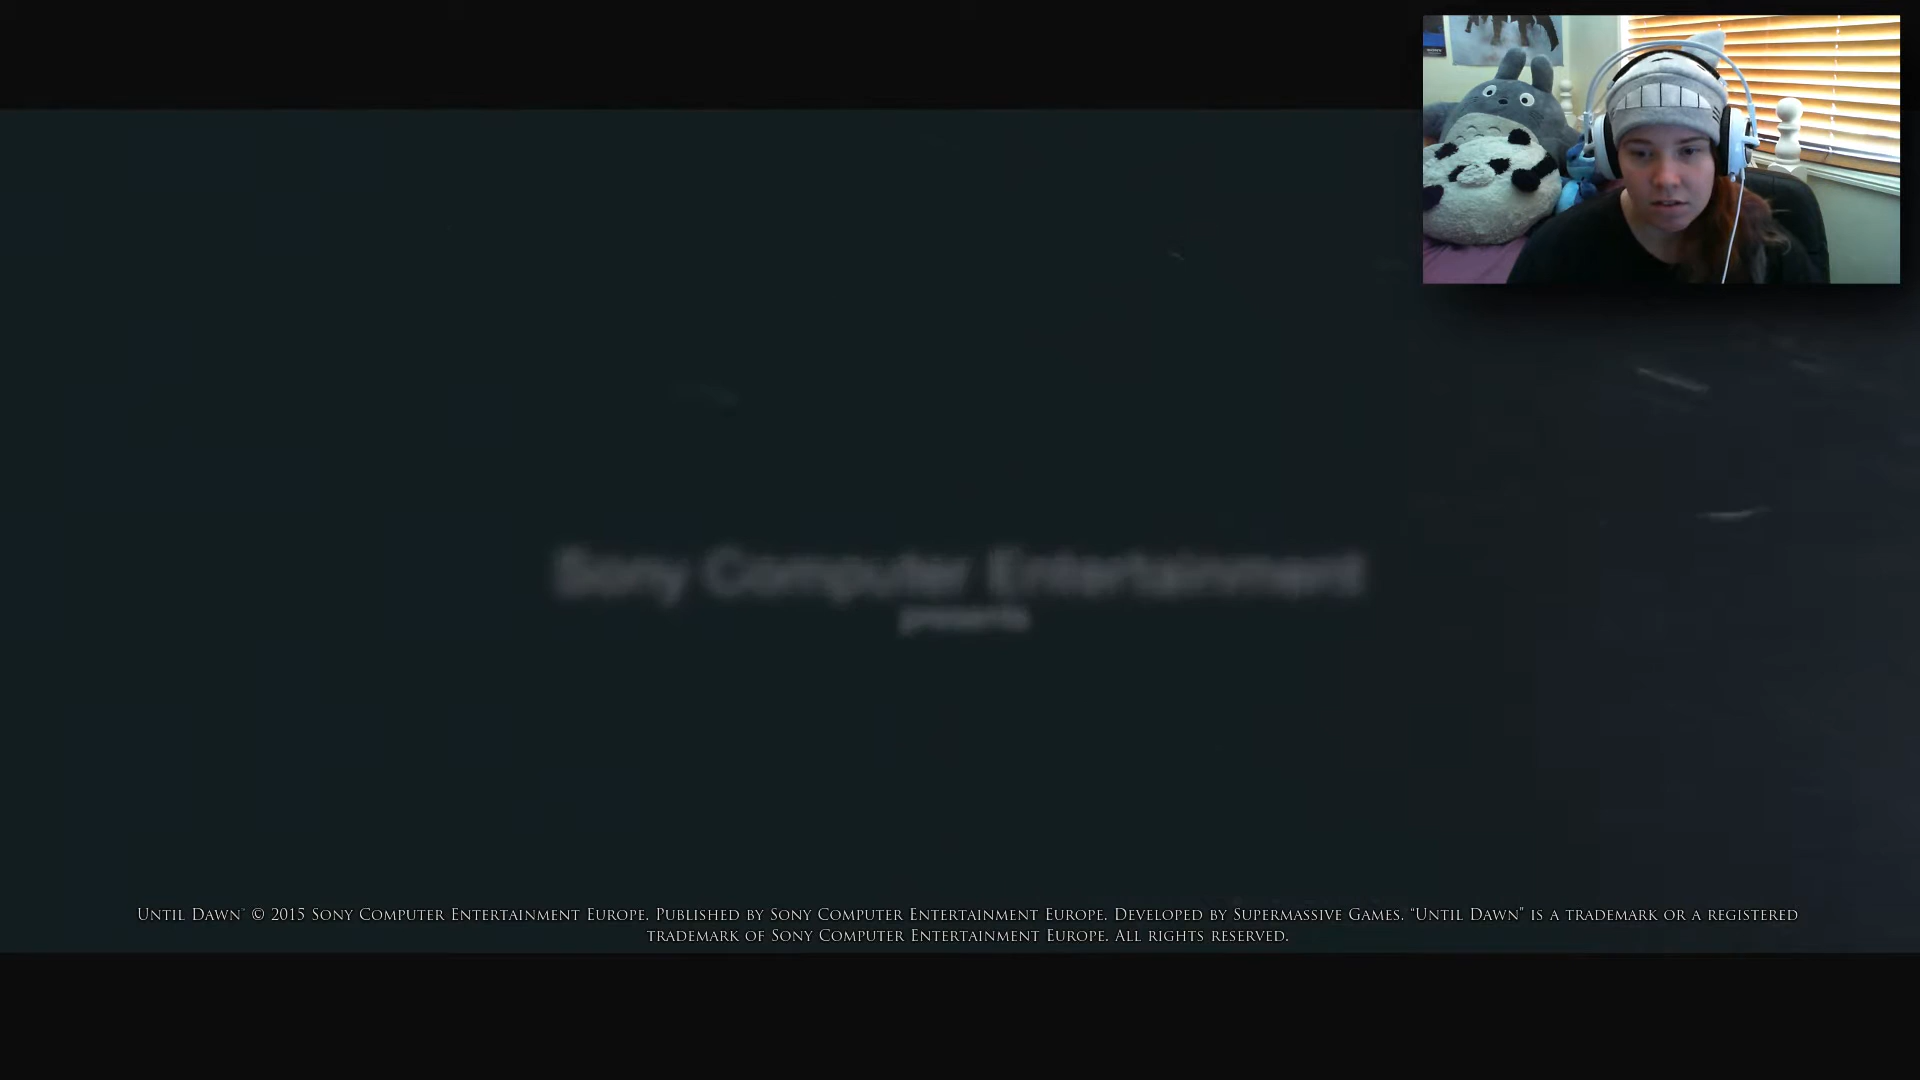 Sony Computer Entertainment
presents
Until Dawn™ © 2015 Sony Computer Entertainment Europe. Published by Sony Computer Entertainment Europe. Developed by Supermassive Games. “Until Dawn” is a trademark or a registered
trademark of Sony Computer Entertainment Europe. All rights reserved.